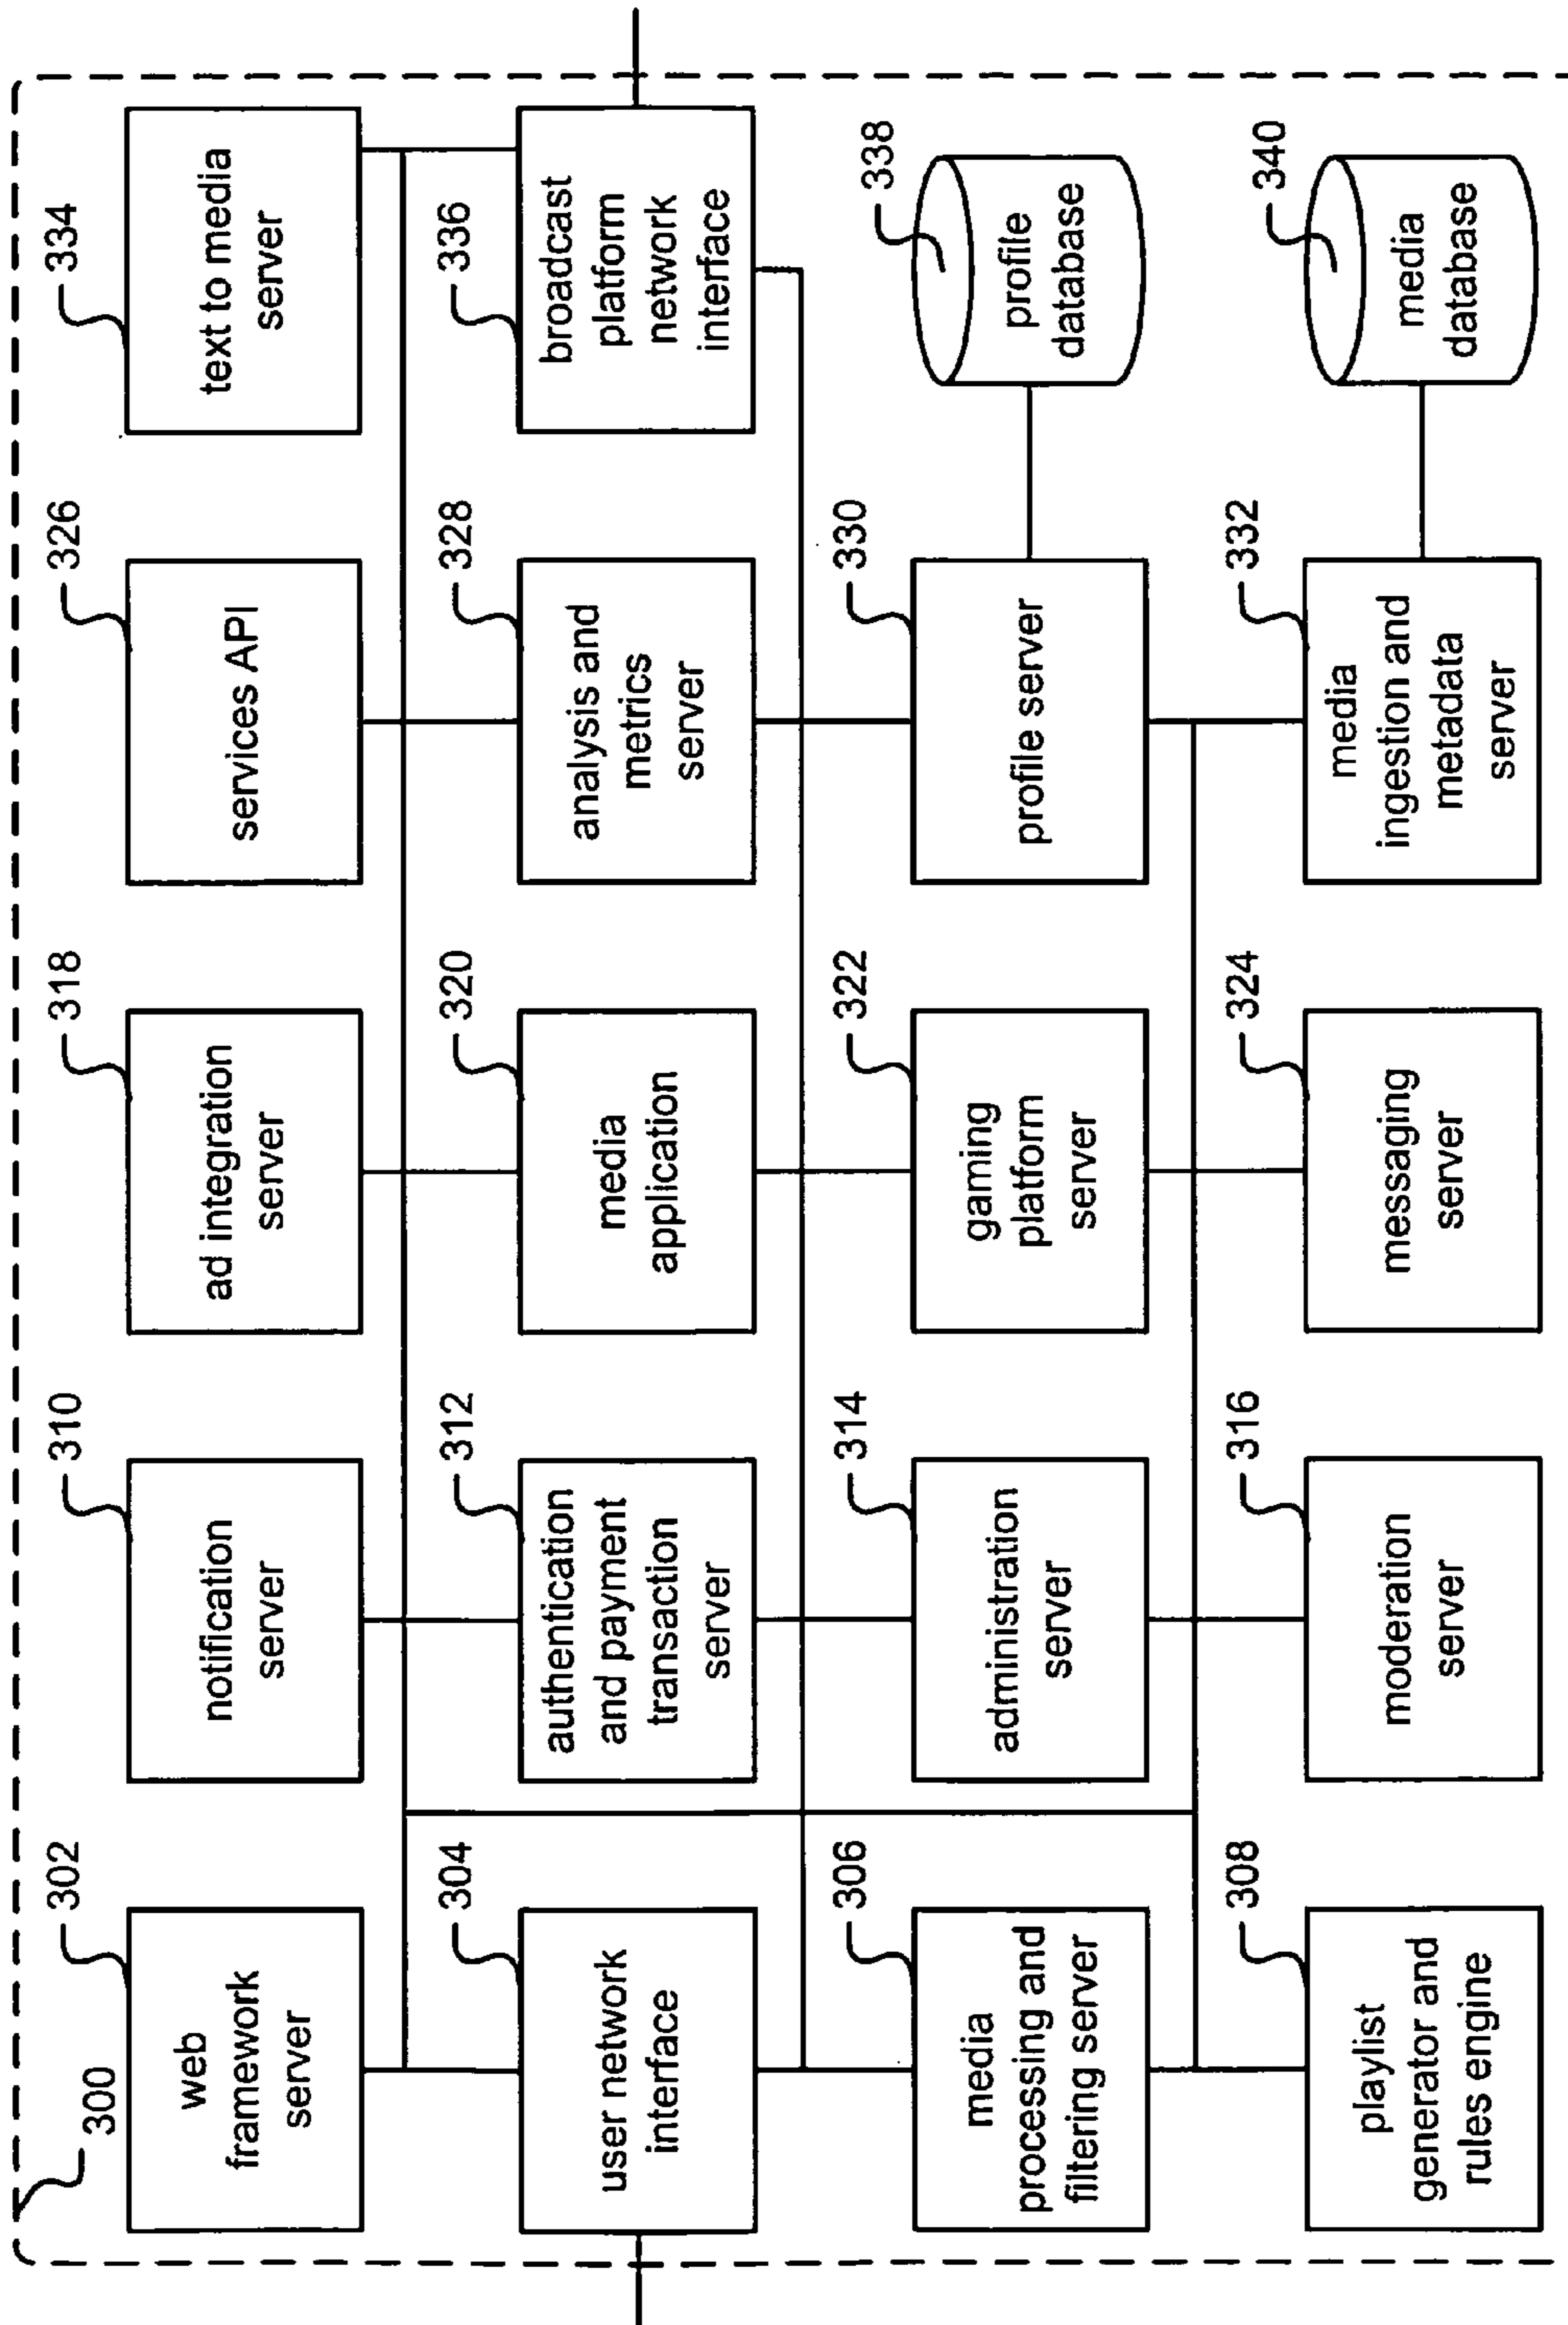 300
302
web
framework
server
304
user network
interface
306
media
processing and
filtering server
308
playlist
generator and
rules engine
310
notification
server
312
authentication
and payment
transaction
server
314
administration
server
316
moderation
server
318
ad integration
server
320
media
application
322
gaming
platform
server
324
messaging
server
326
services API
328
analysis and
metrics
server
330
profile server
332
media
ingestion and
metadata
server
334
text to media
server
336
broadcast
platform
network
interface
338
profile
database
340
media
database